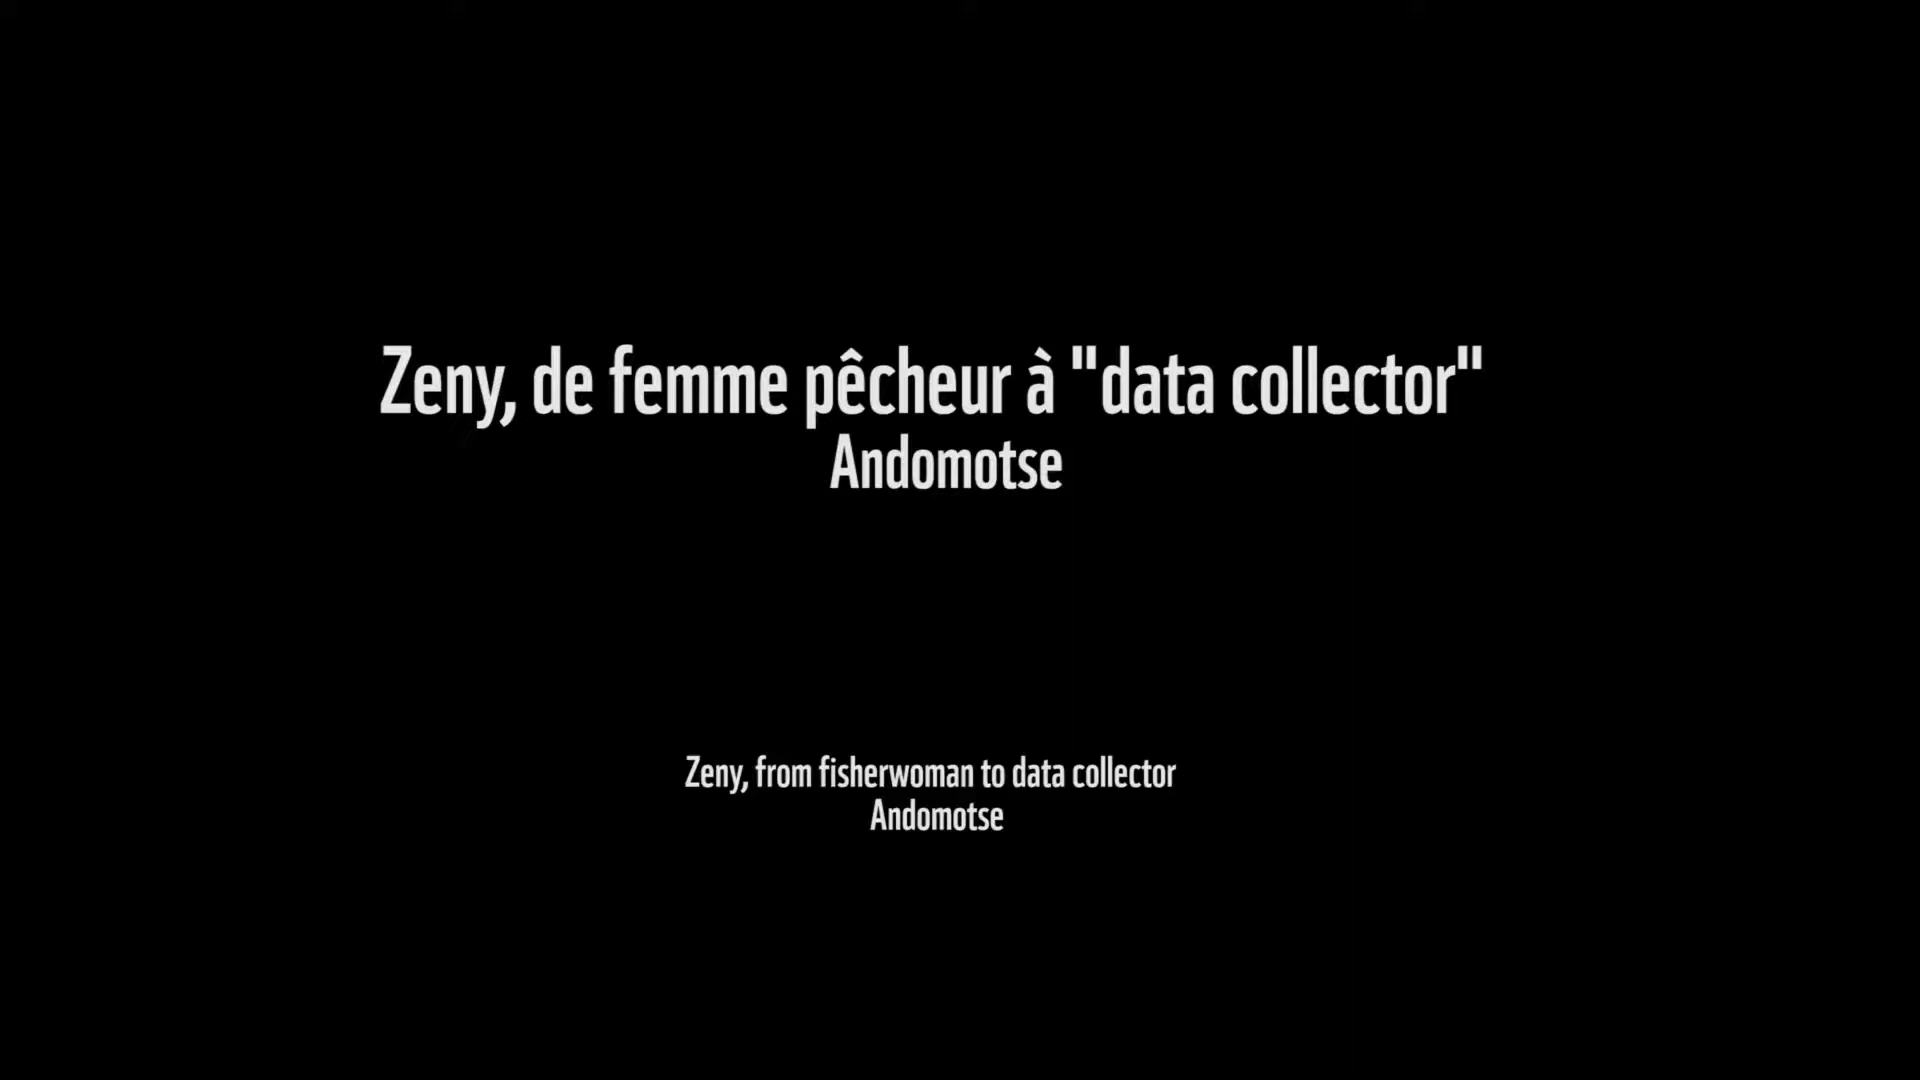 Zeny, de femme pêcheur à "data collector"
Andomotse
Zeny, from fisherwoman to data collector
Andomotse